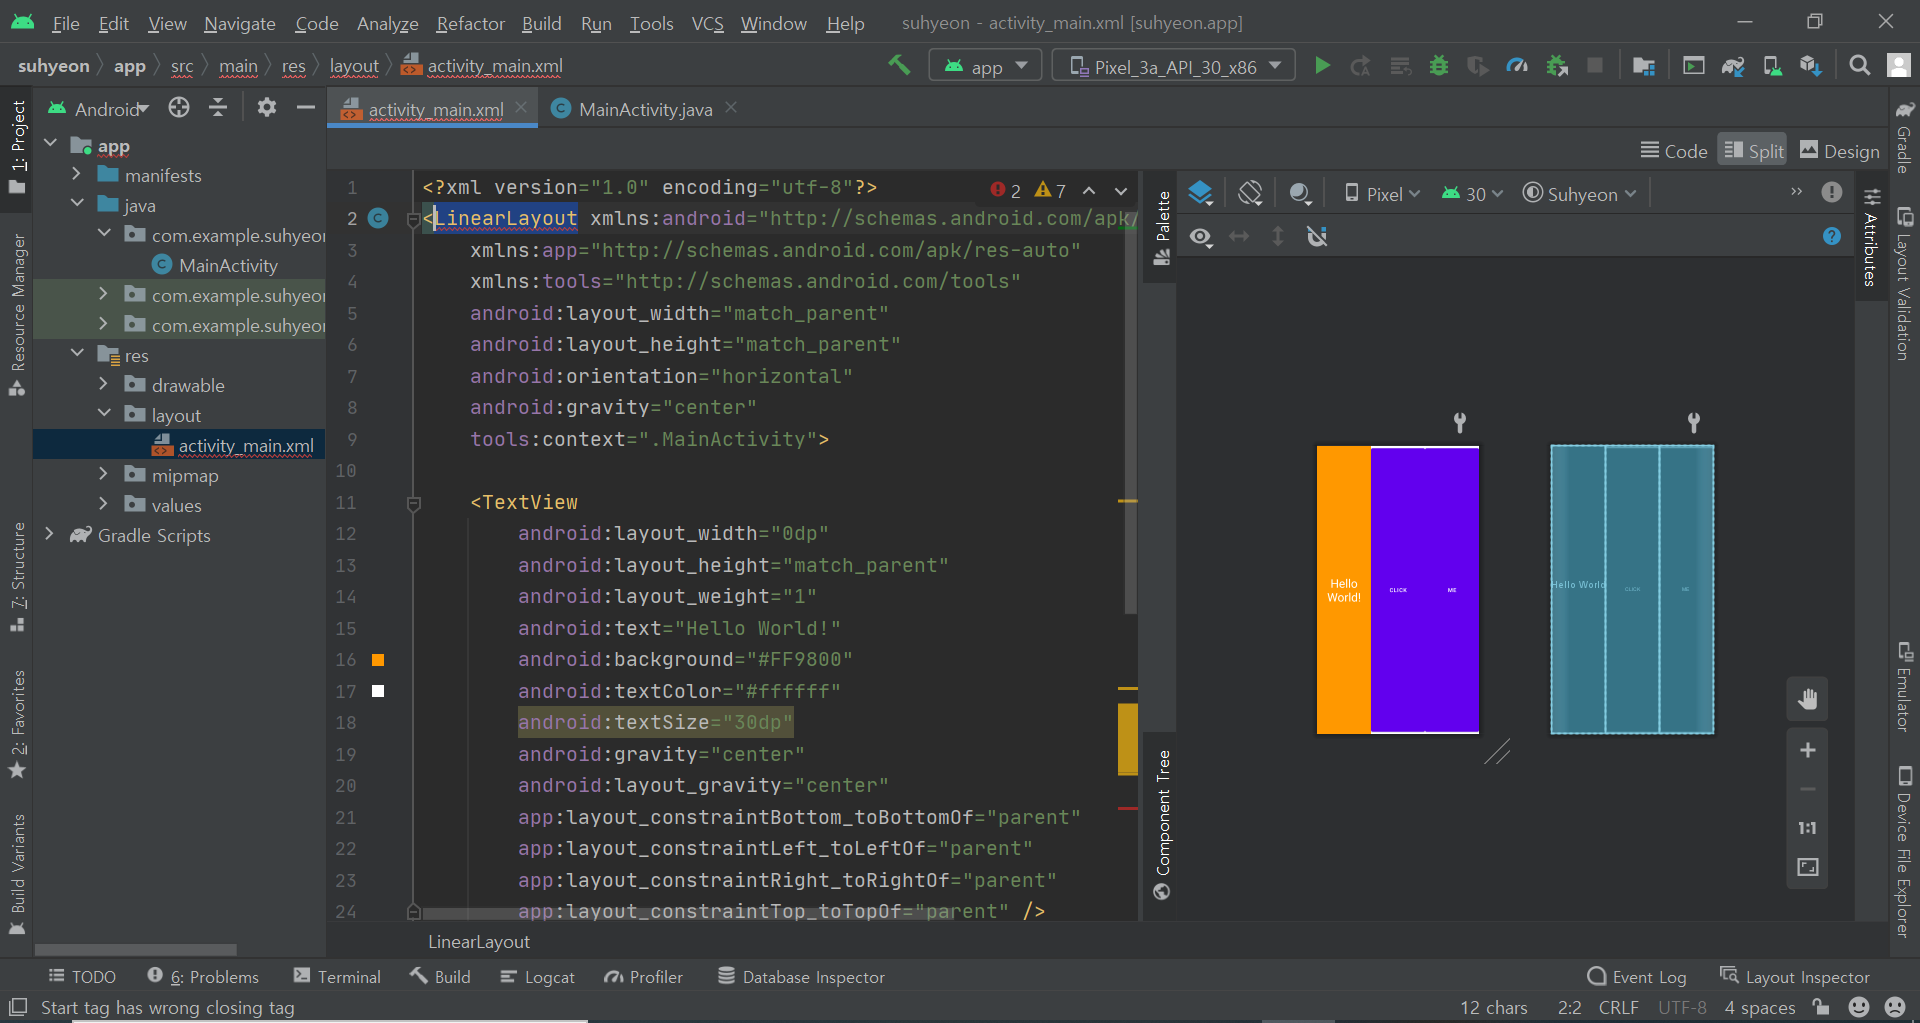 File Edit View Navigate Code Analyze Refactor Build Run Tools VCS Window Help suhyeon - activity_main.xml [suhyeon.app]
suhyeon app src main res layout activity_main.xml app Pixel_3a_API_30_x86
1: Project
Resource Manager
7: Structure
2: Favorites
Build Variants
Android
app
manifests
java
com.example.suhyeon
MainActivity
com.example.suhyeon
com.example.suhyeon
res
drawable
layout
activity_main.xml
mipmap
values
Gradle Scripts
activity_main.xml MainActivity.java
Code Split Design
2 7
1 <?xml version="1.0" encoding="utf-8"?>
2 <LinearLayout xmlns:android="http://schemas.android.com/apk/
3 xmlns:app="http://schemas.android.com/apk/res-auto"
4 xmlns:tools="http://schemas.android.com/tools"
5 android:layout_width="match_parent"
6 android:layout_height="match_parent"
7 android:orientation="horizontal"
8 android:gravity="center"
9 tools:context=".MainActivity">
10
11 <TextView
12 android:layout_width="0dp"
13 android:layout_height="match_parent"
14 android:layout_weight="1"
15 android:text="Hello World!"
16 android:background="#FF9800"
17 android:textColor="#ffffff"
18 android:textSize="30dp"
19 android:gravity="center"
20 android:layout_gravity="center"
21 app:layout_constraintBottom_toBottomOf="parent"
22 app:layout_constraintLeft_toLeftOf="parent"
23 app:layout_constraintRight_toRightOf="parent"
24 app:layout_constraintTop_toTopOf="parent" />
LinearLayout
Palette
Component Tree
Pixel 30 Suhyeon
Hello
World!
CLICK
ME
Hello World
CLICK
ME
1:1
Attributes
Gradle
Layout Validation
Emulator
Device File Explorer
TODO 6: Problems Terminal Build Logcat Profiler Database Inspector Event Log Layout Inspector
Start tag has wrong closing tag 12 chars 2:2 CRLF UTF-8 4 spaces